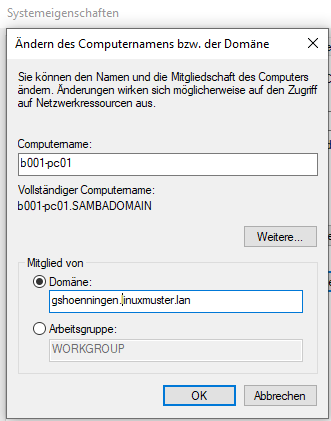 Systemeigenschaften
Ändern des Computernamens bzw. der Domäne
Sie können den Namen und die Mitgliedschaft des Computers
ändern. Änderungen wirken sich möglicherweise auf den Zugriff
auf Netzwerkressourcen aus.
Computername:
b001-pc01
Vollständiger Computername:
b001-pc01.SAMBADOMAIN
Weitere...
Mitglied von
Domäne:
gshoenningen.linuxmuster.lan
Arbeitsgruppe:
WORKGROUP
OK
Abbrechen